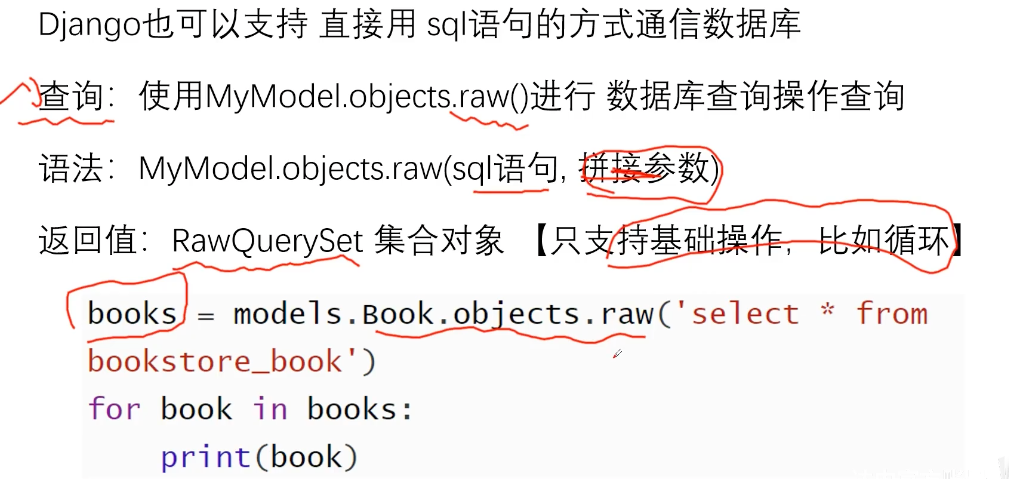 Django也可以支持 直接用 sql语句的方式通信数据库
查询：使用MyModel.objects.raw()进行 数据库查询操作查询
语法：MyModel.objects.raw(sql语句, 拼接参数)
返回值：RawQuerySet 集合对象 【只支持基础操作，比如循环】
books = models.Book.objects.raw('select * from
bookstore_book')
for book in books:
    print(book)